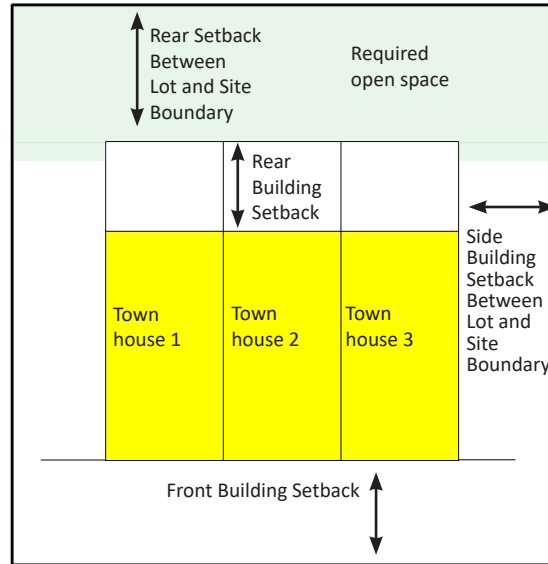 Rear Setback
Between
Lot and Site
Boundary
Required
open space
Rear
Building
Setback
Side
Building
Setback
Between
Lot and
Site
Boundary
Town
house 1
Town
house 2
Town
house 3
Front Building Setback